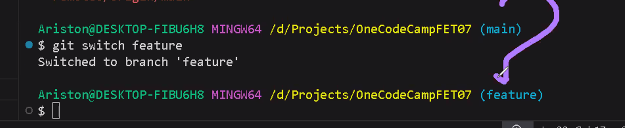 Ariston@DESKTOP-FIBU6H8 MINGW64 /d/Projects/OneCodeCampFET07 (main)
$ git switch feature
Switched to branch 'feature'
Ariston@DESKTOP-FIBU6H8 MINGW64 /d/Projects/OneCodeCampFET07 (feature)
$